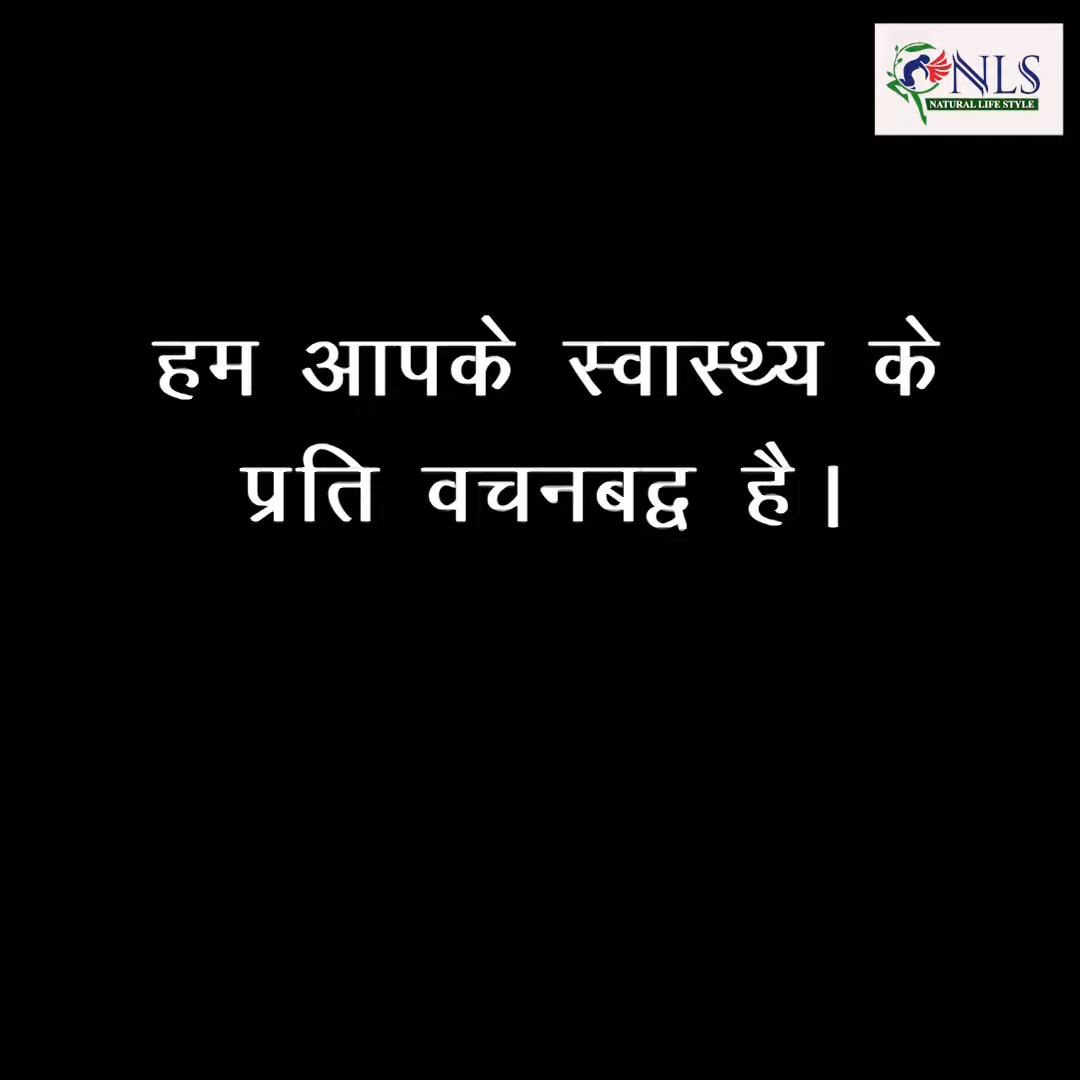 NLS
NATURAL LIFE STYLE
हम आपके स्वास्थ्य के
प्रति वचनबद्व है।